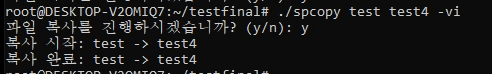 root@DESKTOP-V2OMIQ7:~/testfinal# ./spcopy test test4 -vi
파일 복사를 진행하시겠습니까? (y/n): y
복사 시작: test -> test4
복사 완료: test -> test4